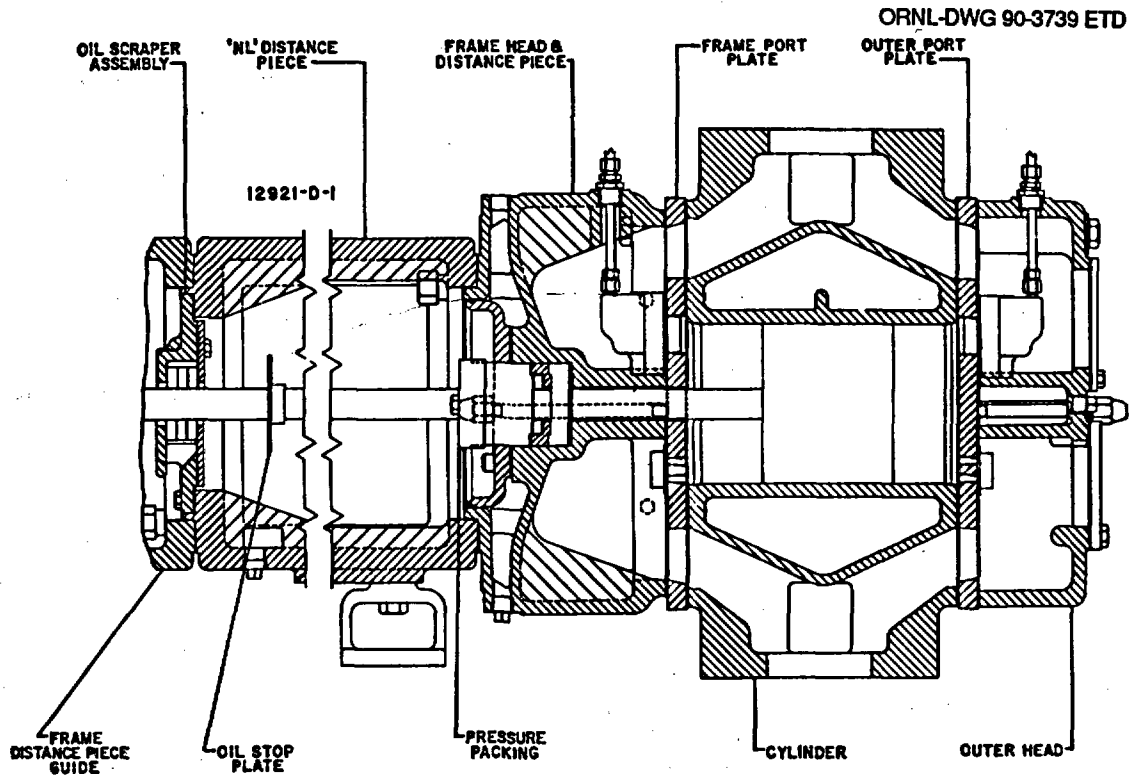 ORNL-DWG 90-3739 ETD
OIL SCRAPER
ASSEMBLY
'NL' DISTANCE
PIECE
FRAME HEAD &
DISTANCE PIECE
FRAME PORT
PLATE
OUTER PORT
PLATE
12921-D-1
FRAME
DISTANCE PIECE
GUIDE
OIL STOP
PLATE
PRESSURE
PACKING
CYLINDER
OUTER HEAD